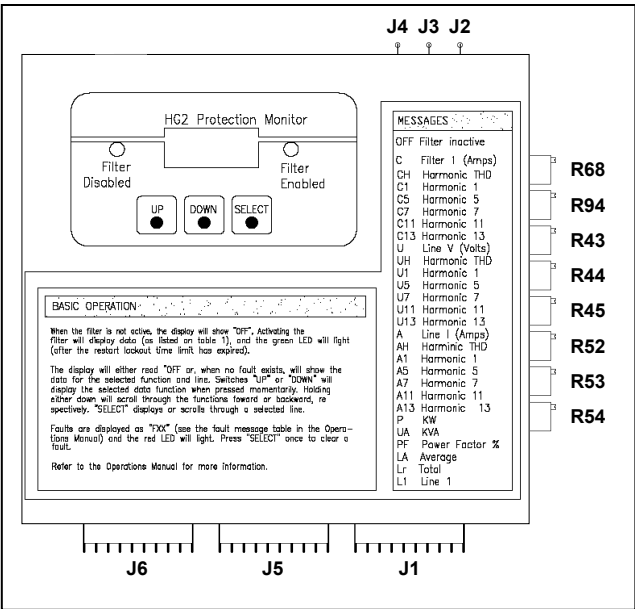 J4 J3 J2
HG2 Protection Monitor
Filter Disabled
Filter Enabled
UP DOWN SELECT
MESSAGES
OFF Filter inactive
C Filter 1 (Amps)
CH Harmonic THD
C1 Harmonic 1
C5 Harmonic 5
C7 Harmonic 7
C11 Harmonic 11
C13 Harmonic 13
U Line V (Volts)
UH Harmonic THD
U1 Harmonic 1
U5 Harmonic 5
U7 Harmonic 7
U11 Harmonic 11
U13 Harmonic 13
A Line I (Amps)
AH Harminic THD
A1 Harmonic 1
A5 Harmonic 5
A7 Harmonic 7
A11 Harmonic 11
A13 Harmonic 13
P KW
UA KVA
PF Power Factor %
LA Average
Lr Total
L1 Line 1
R68
R94
R43
R44
R45
R52
R53
R54
BASIC OPERATION
When the filter is not active, the display will show "OFF". Activating the
filter will display data (as listed on table 1), and the green LED will light
(after the restart lockout time limit has expired).
The display will either read "OFF or, when no fault exists, will show the
data for the selected function and line. Switches "UP" or "DOWN" will
display the selected data function when pressed momentarily. Holding
either down will scroll through the functions foward or backward, re
spectively. "SELECT" displays or scrolls through a selected line.
Faults are displayed as "FXX" (see the fault message table in the Opera-
tions Manual) and the red LED will light. Press "SELECT" once to clear a
fault.
Refer to the Operations Manual for more information.
J6 J5 J1